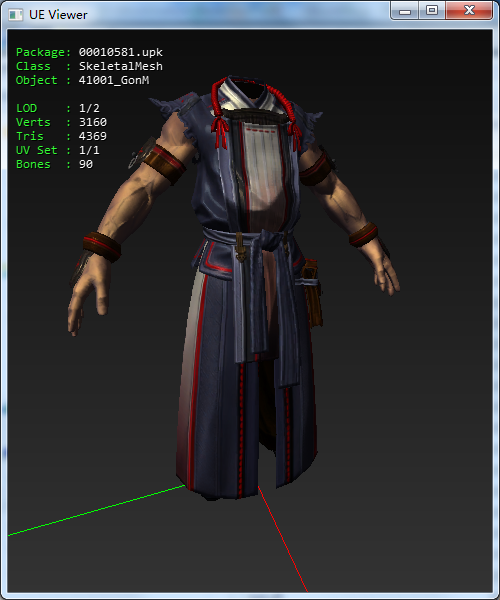 UE Viewer
Package: 00010581.upk
Class : SkeletalMesh
Object : 41001_GonM
LOD : 1/2
Verts : 3160
Tris : 4369
UV Set : 1/1
Bones : 90